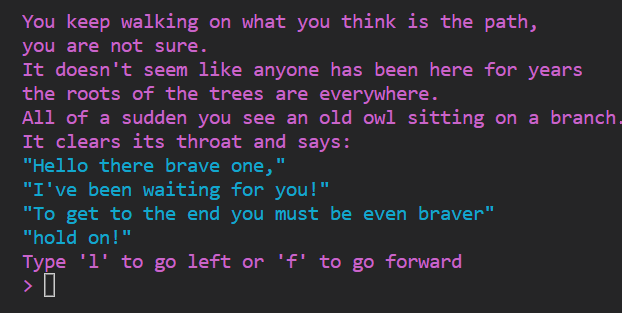 You keep walking on what you think is the path,
you are not sure.
It doesn't seem like anyone has been here for years
the roots of the trees are everywhere.
All of a sudden you see an old owl sitting on a branch.
It clears its throat and says:
"Hello there brave one,"
"I've been waiting for you!"
"To get to the end you must be even braver"
"hold on!"
Type 'l' to go left or 'f' to go forward
>